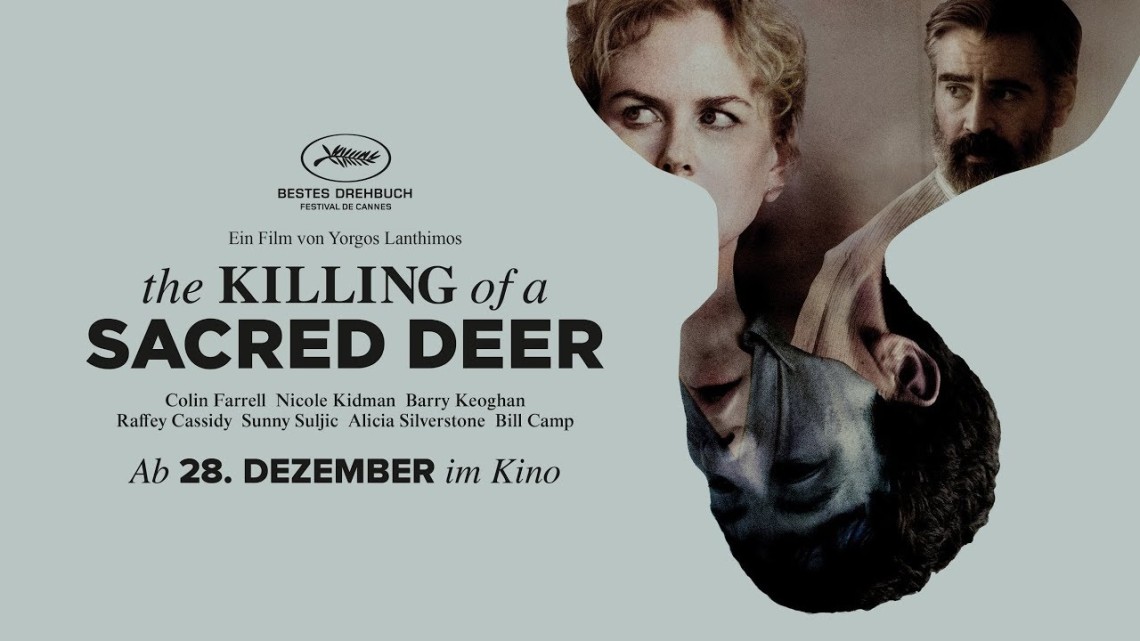 BESTES DREHBUCH
FESTIVAL DE CANNES
Ein Film von Yorgos Lanthimos
the KILLING of a
SACRED DEER
Colin Farrell Nicole Kidman Barry Keoghan
Raffey Cassidy Sunny Suljic Alicia Silverstone Bill Camp
Ab 28. DEZEMBER im Kino